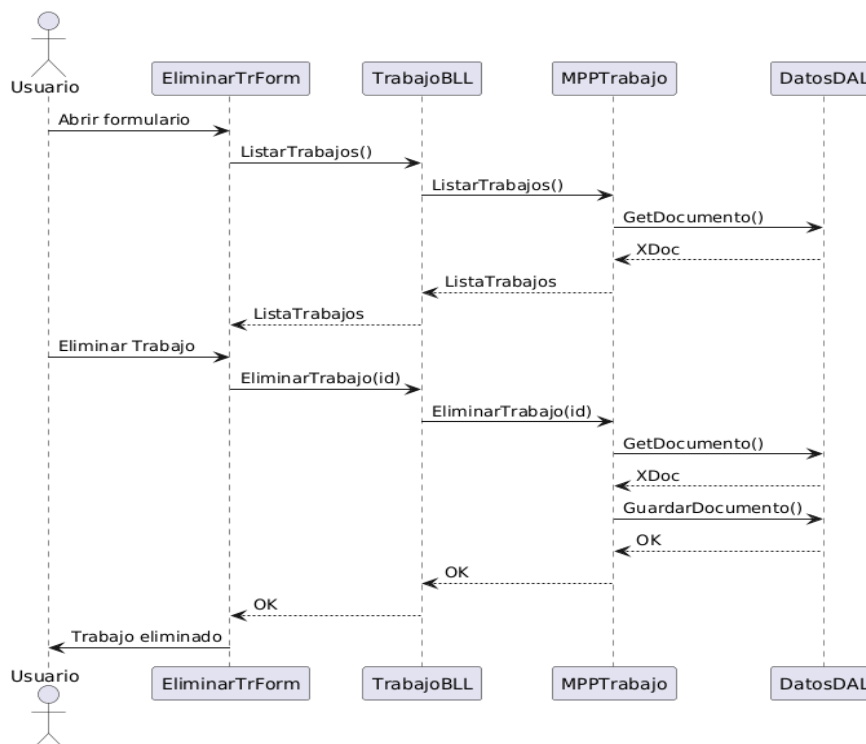 Usuario
EliminarTrForm
TrabajoBLL
MPPTrabajo
DatosDAL
Abrir formulario
ListarTrabajos()
ListarTrabajos()
GetDocumento()
XDoc
ListaTrabajos
ListaTrabajos
Eliminar Trabajo
EliminarTrabajo(id)
EliminarTrabajo(id)
GetDocumento()
XDoc
GuardarDocumento()
OK
OK
OK
Trabajo eliminado
Usuario
EliminarTrForm
TrabajoBLL
MPPTrabajo
DatosDAL